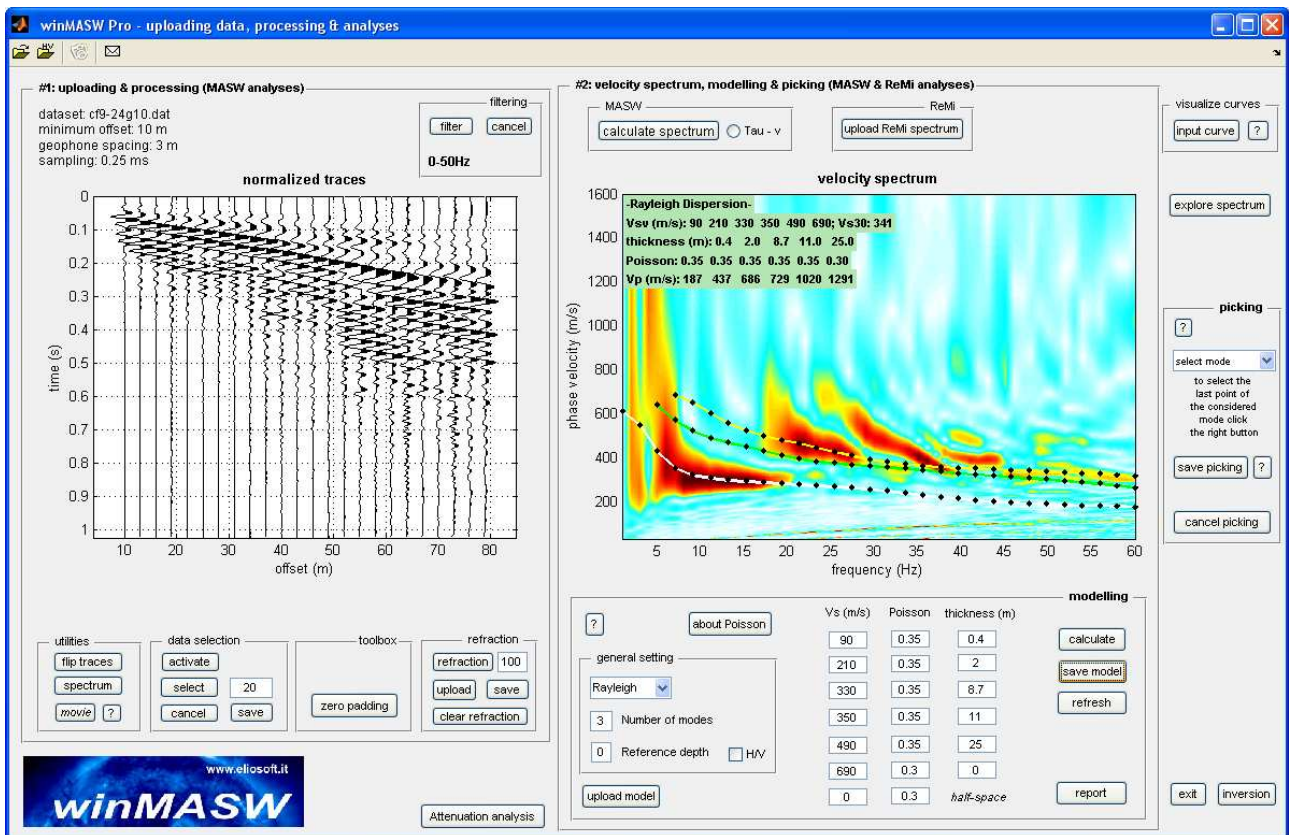 winMASW Pro - uploading data, processing & analyses
HV
#1: uploading & processing (MASW analyses)
dataset: cf9-24g10.dat
minimum offset: 10 m
geophone spacing: 3 m
sampling: 0.25 ms
filtering
filter cancel
0-50Hz
normalized traces
0
0.1
0.2
0.3
0.4
0.5
0.6
0.7
0.8
0.9
1
time (s)
10 20 30 40 50 60 70 80
offset (m)
utilities
flip traces
spectrum
movie ?
data selection
activate
select 20
cancel save
toolbox
zero padding
refraction
refraction 100
upload save
clear refraction
www.eliosoft.it
winMASW
Attenuation analysis
#2: velocity spectrum, modelling & picking (MASW & ReMi analyses)
MASW
calculate spectrum Tau - v
ReMi
upload ReMi spectrum
velocity spectrum
-Rayleigh Dispersion-
Vsv (m/s): 90 210 330 350 490 690; Vs30: 341
thickness (m): 0.4 2.0 8.7 11.0 25.0
Poisson: 0.35 0.35 0.35 0.35 0.35 0.30
Vp (m/s): 187 437 686 729 1020 1291
1600
1400
1200
1000
800
600
400
200
phase velocity (m/s)
5 10 15 20 25 30 35 40 45 50 55 60
frequency (Hz)
modelling
? about Poisson
general setting
Rayleigh
3 Number of modes
0 Reference depth H/V
upload model
Vs (m/s) Poisson thickness (m)
90 0.35 0.4
210 0.35 2
330 0.35 8.7
350 0.35 11
490 0.35 25
690 0.3 0
0 0.3 half-space
calculate
save model
refresh
report
visualize curves
input curve ?
explore spectrum
picking
?
select mode
to select the
last point of
the considered
mode click
the right button
save picking ?
cancel picking
exit inversion